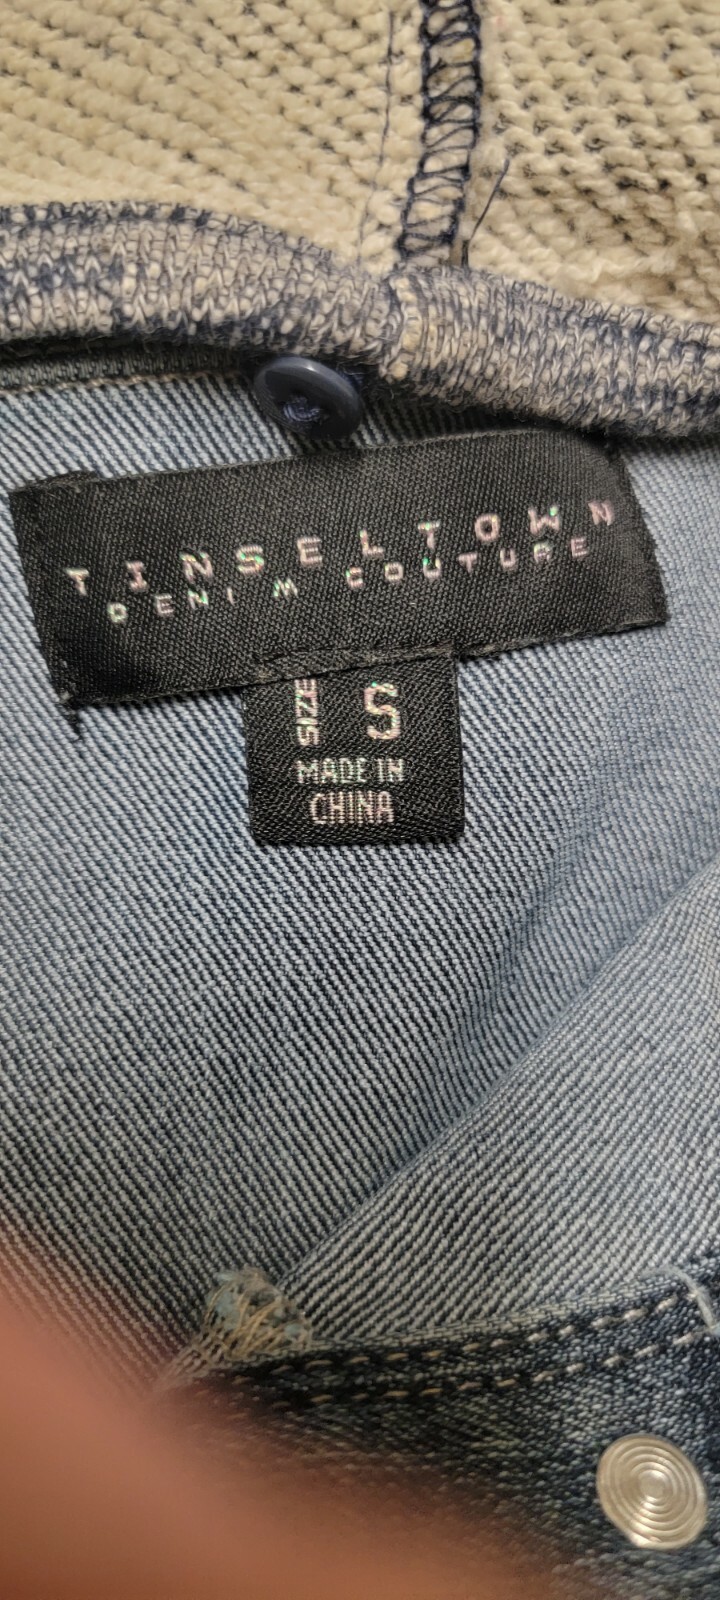 TINSELTOWN
DENIM COUTURE
SIZE S
MADE IN
CHINA